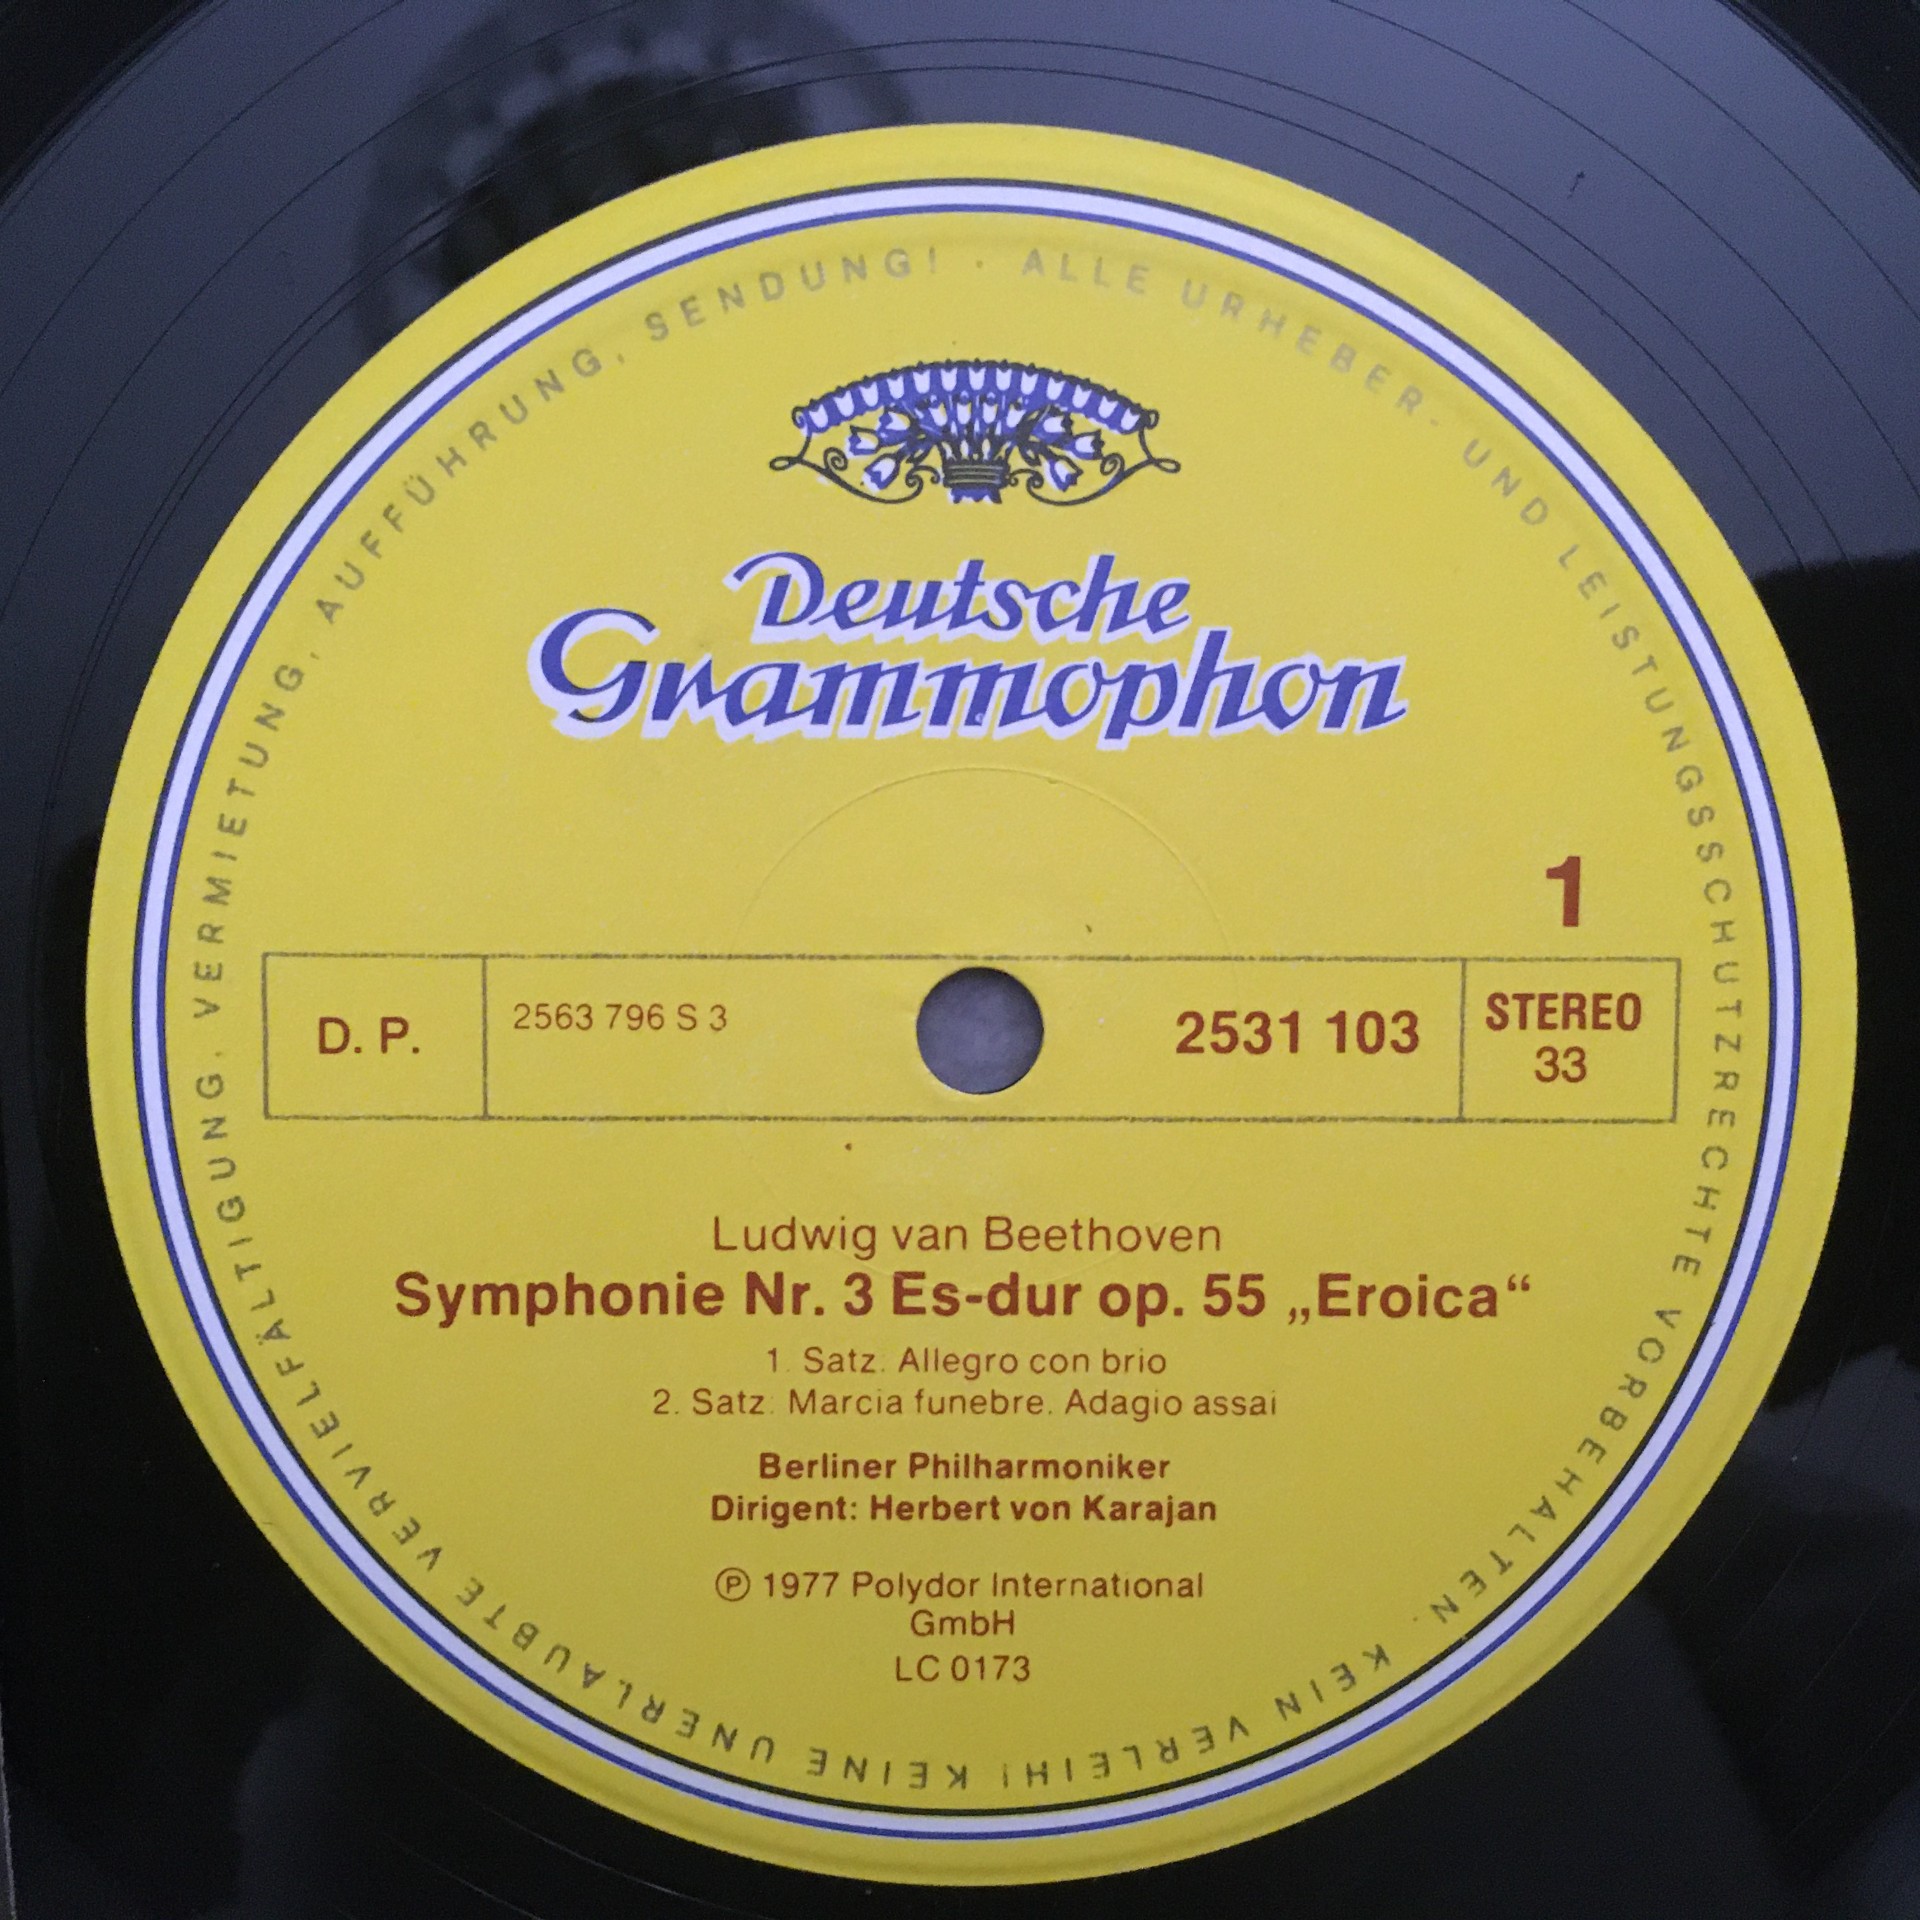 ALLE URHEBER- UND LEISTUNGSSCHUTZRECHTE VORBEHALTEN. KEIN VERLEIH! KEINE UNERLAUBTE VERVIELFÄLTIGUNG, VERMIETUNG, AUFFÜHRUNG, SENDUNG! ·
Deutsche
Grammophon
1
D. P.
2563 796 S 3
2531 103
STEREO
33
Ludwig van Beethoven
Symphonie Nr. 3 Es-dur op. 55 „Eroica“
1. Satz: Allegro con brio
2. Satz: Marcia funebre. Adagio assai
Berliner Philharmoniker
Dirigent: Herbert von Karajan
℗ 1977 Polydor International
GmbH
LC 0173